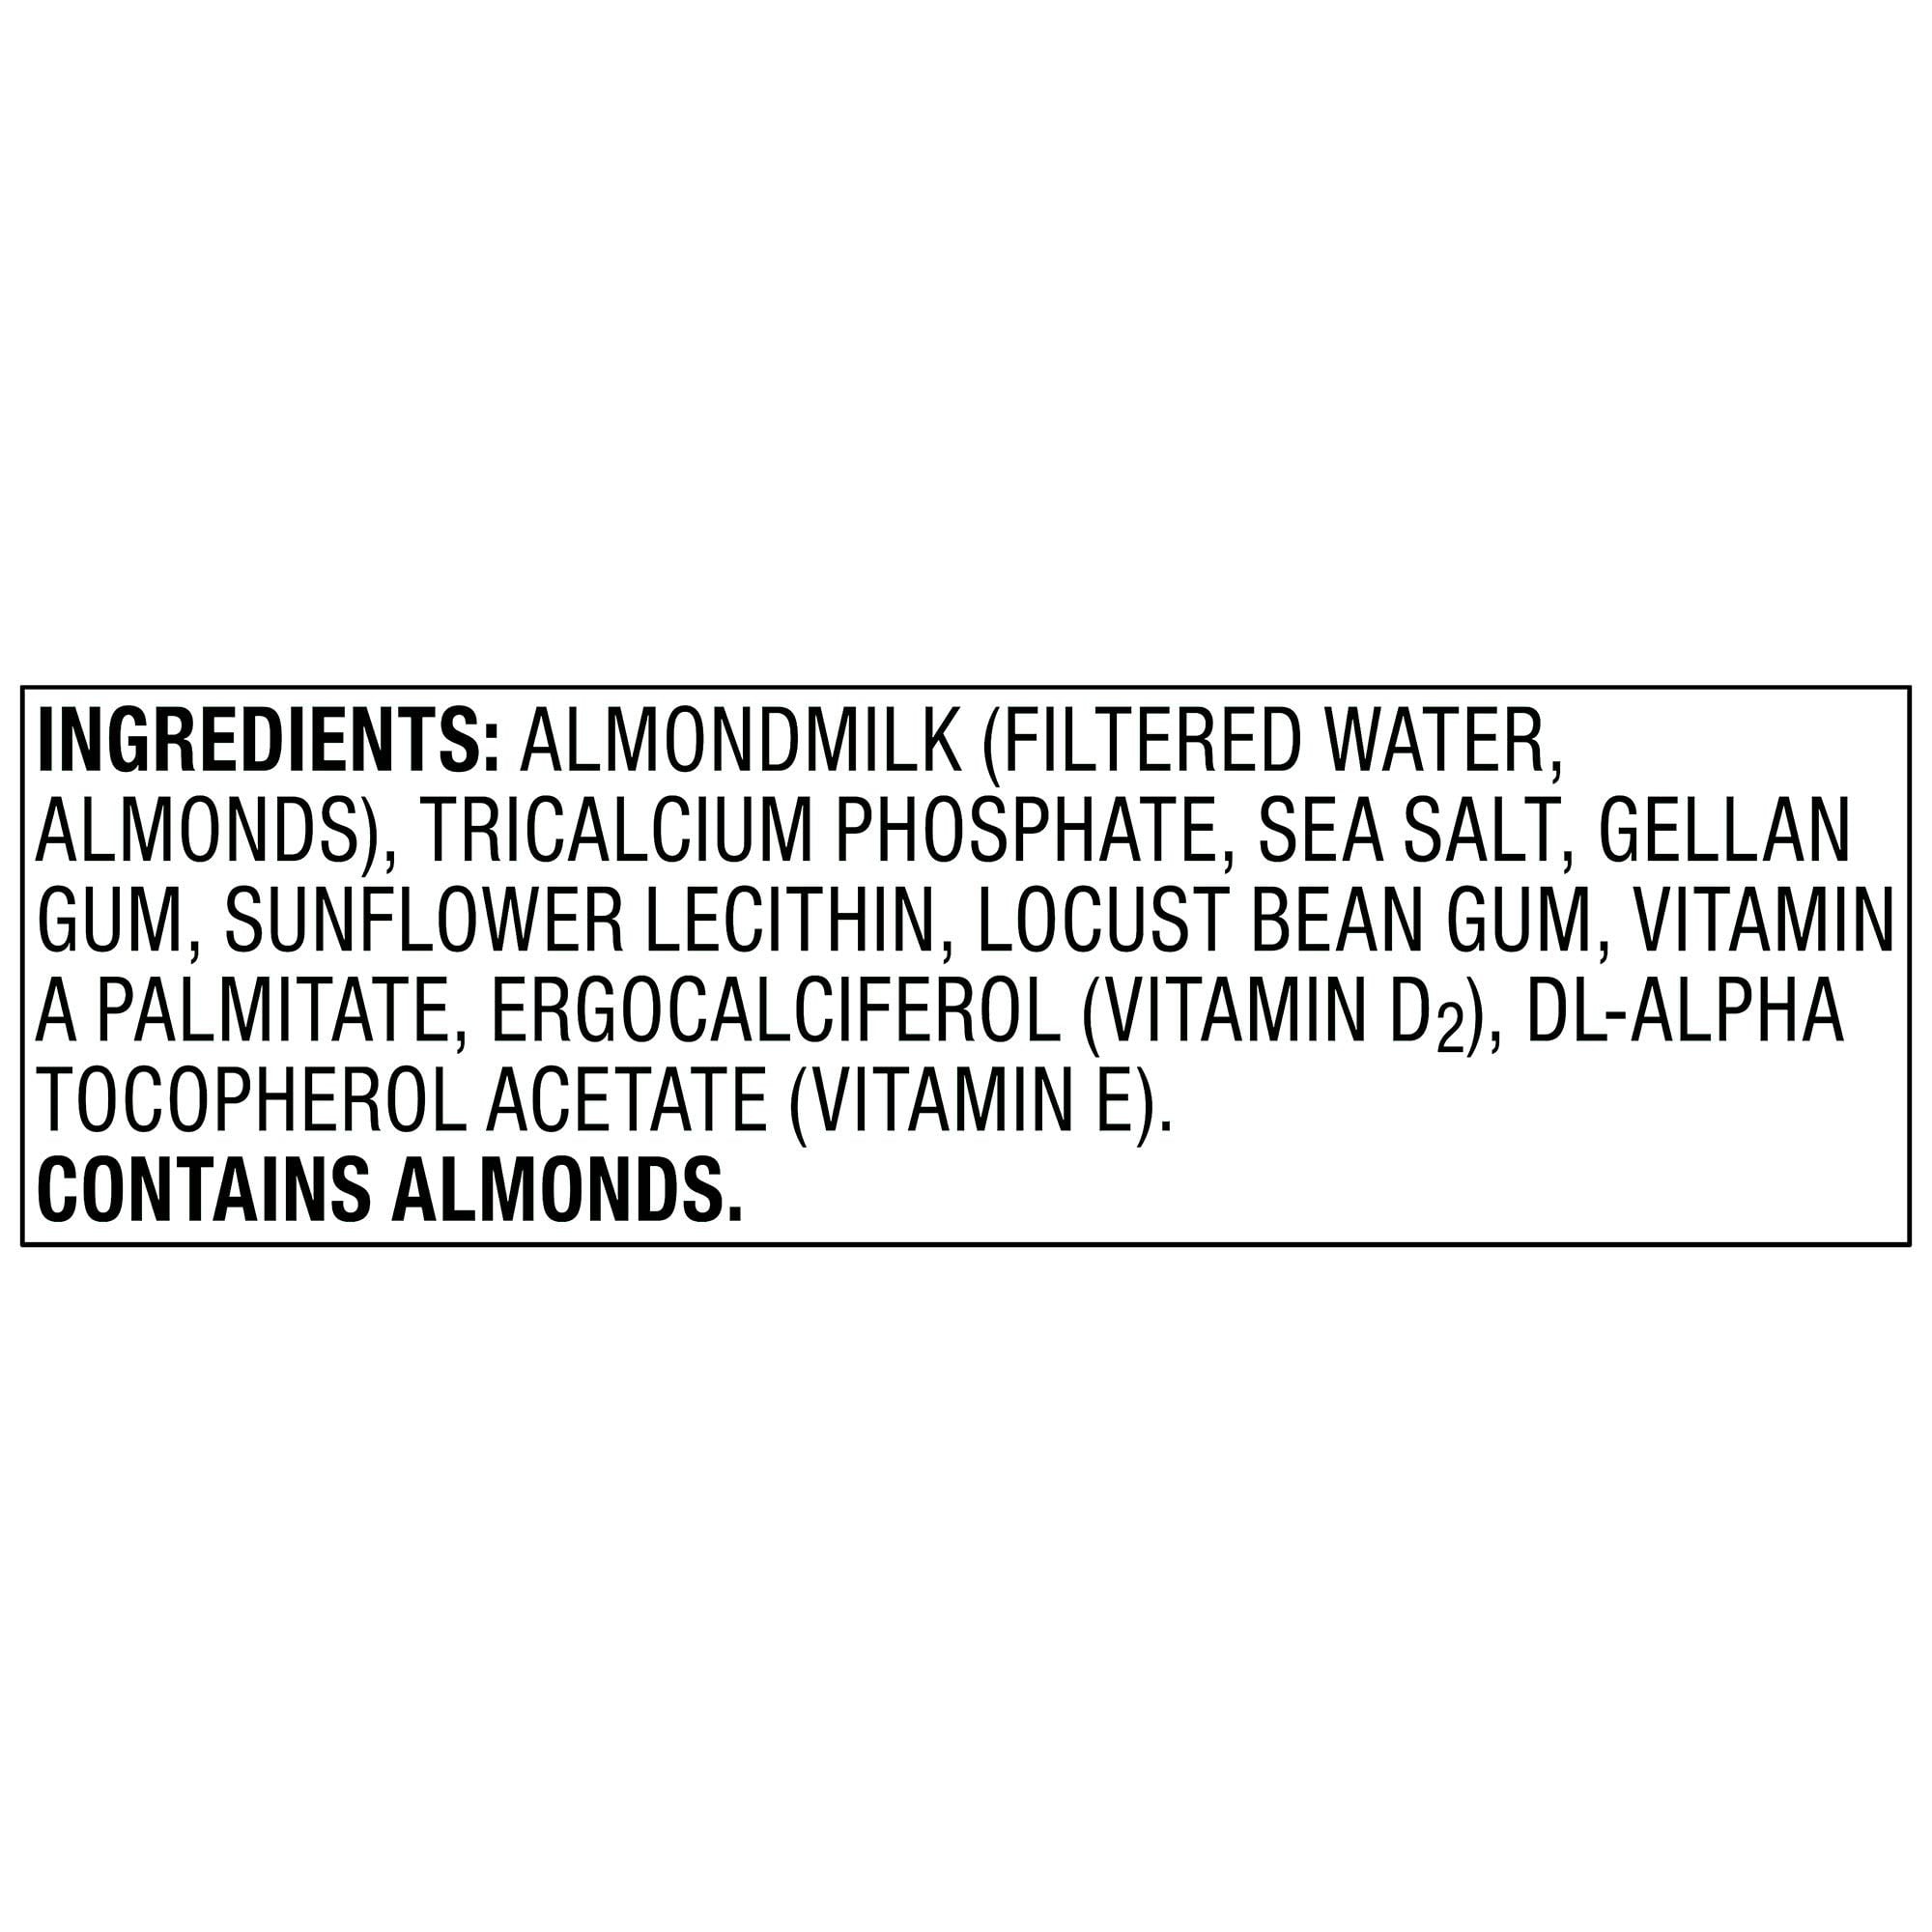 INGREDIENTS: ALMONDMILK (FILTERED WATER,
ALMONDS), TRICALCIUM PHOSPHATE, SEA SALT, GELLAN
GUM, SUNFLOWER LECITHIN, LOCUST BEAN GUM, VITAMIN
A PALMITATE, ERGOCALCIFEROL (VITAMIN D₂), DL-ALPHA
TOCOPHEROL ACETATE (VITAMIN E).
CONTAINS ALMONDS.